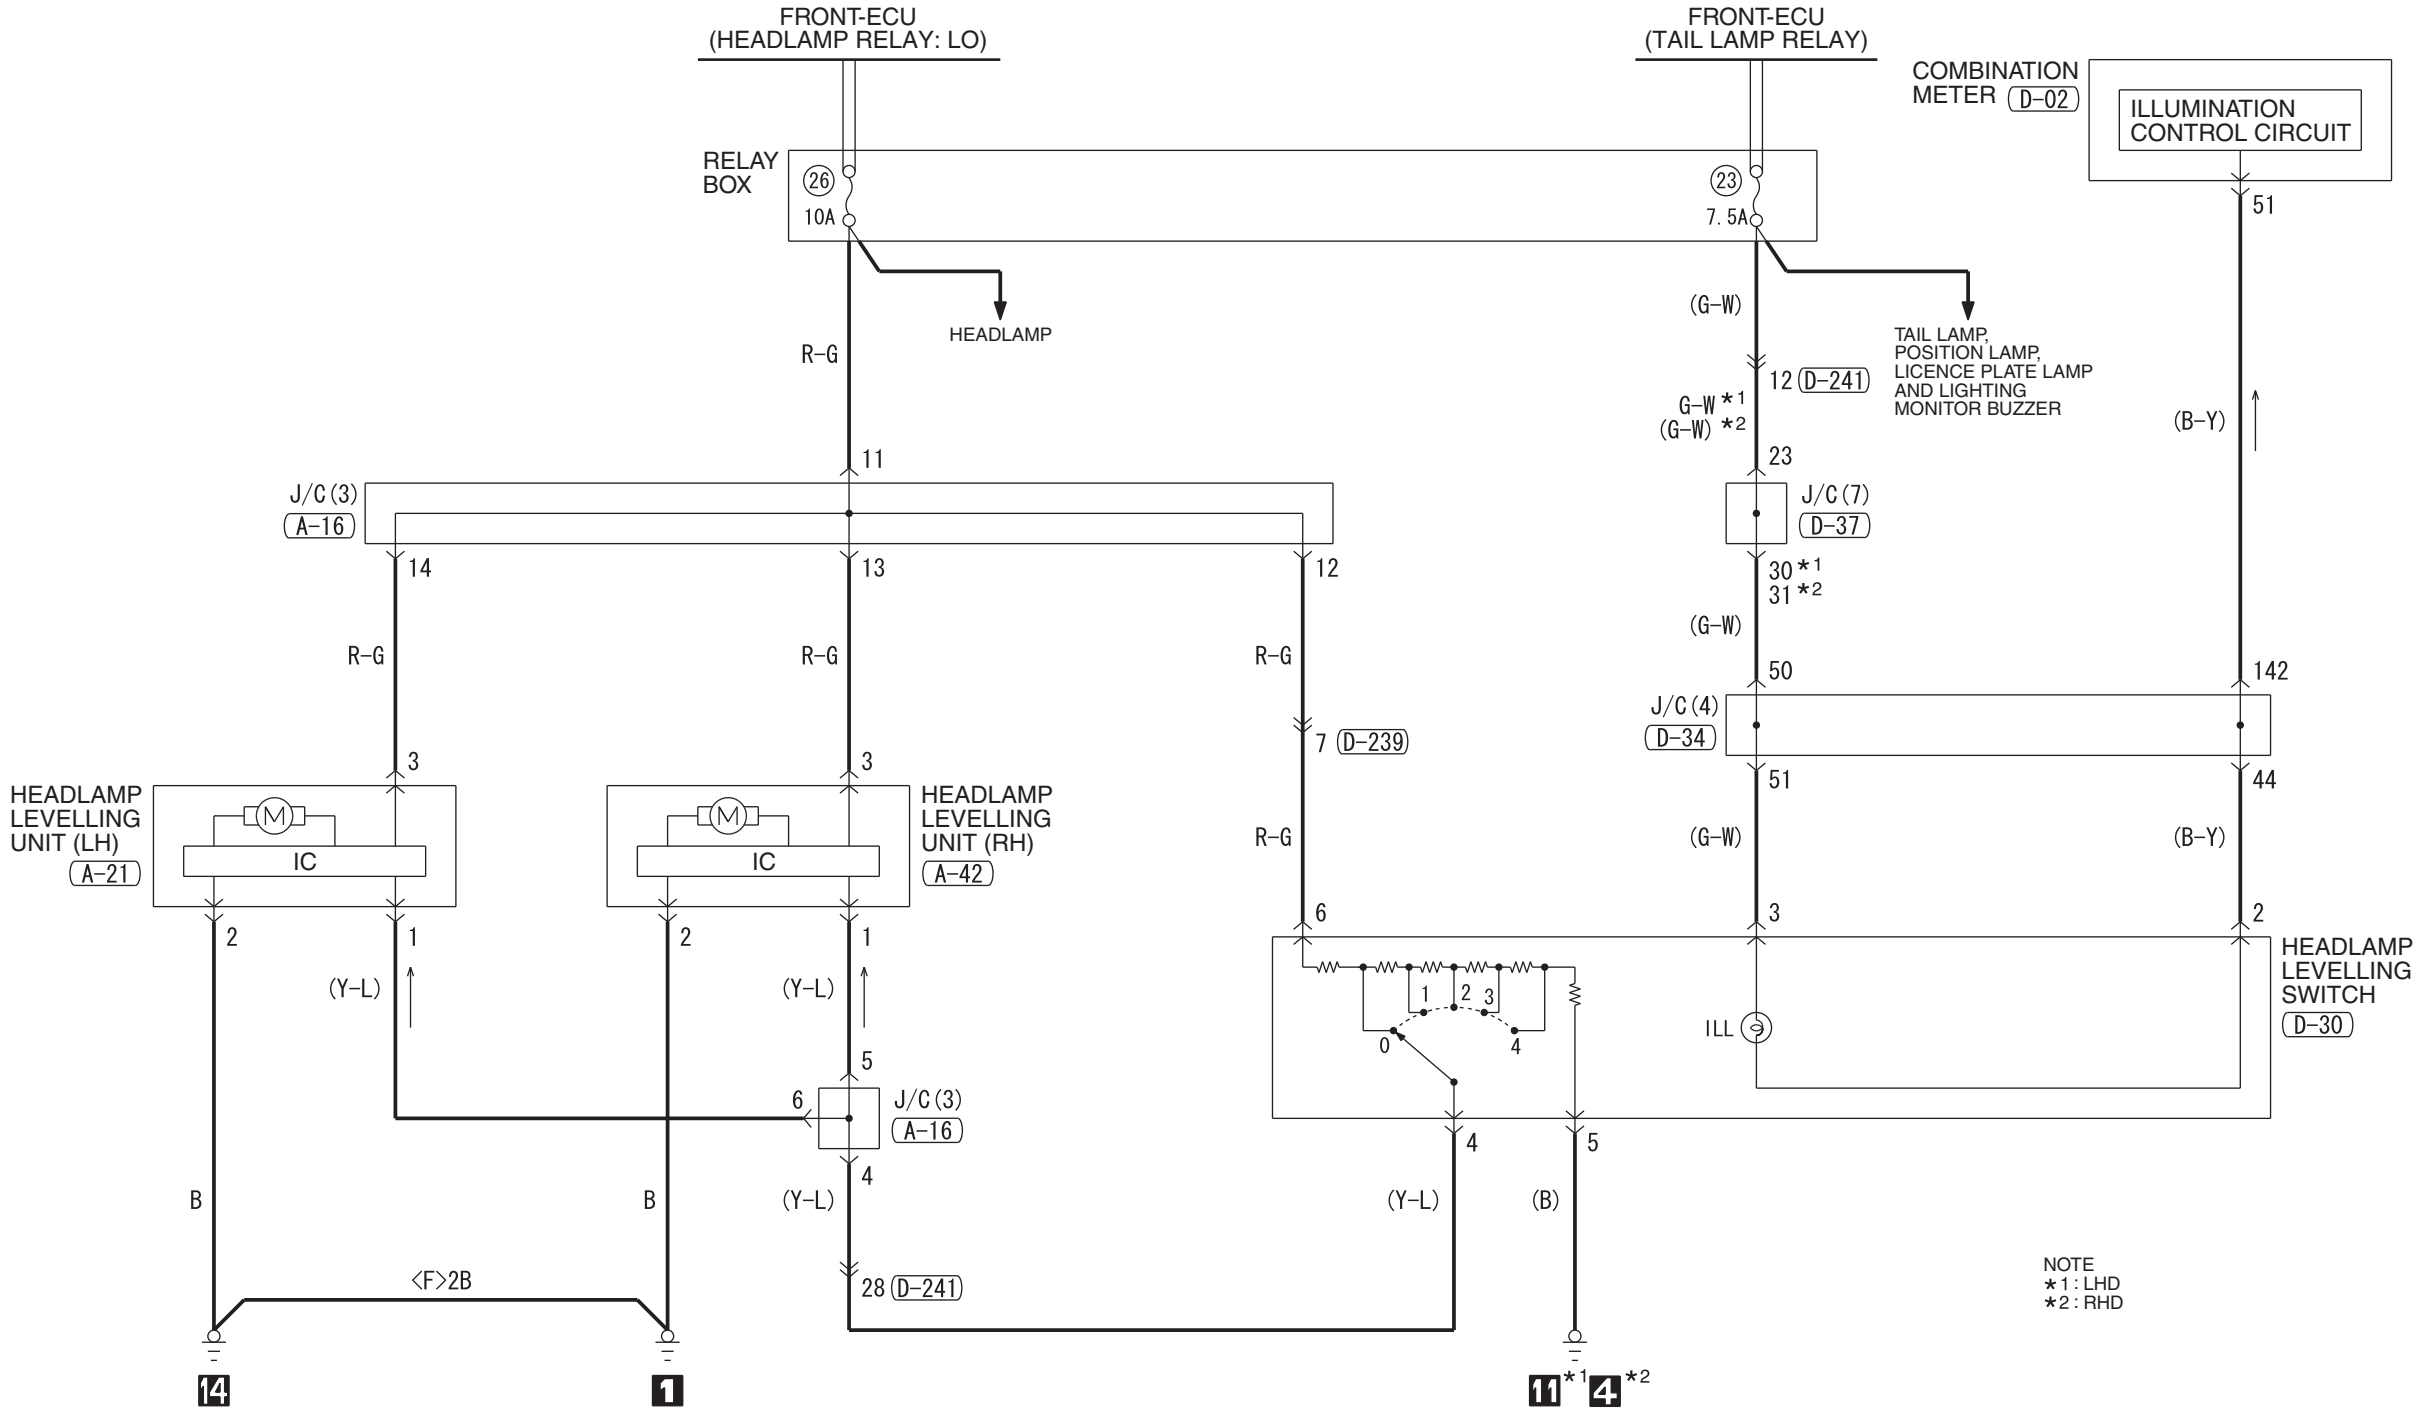 FRONT-ECU
(HEADLAMP RELAY: LO)
FRONT-ECU
(TAIL LAMP RELAY)
COMBINATION
METER D-02
ILLUMINATION
CONTROL CIRCUIT
RELAY
BOX
26
10A
23
7.5A
51
HEADLAMP
(G-W)
TAIL LAMP,
POSITION LAMP,
LICENCE PLATE LAMP
AND LIGHTING
MONITOR BUZZER
R-G
12 D-241
G-W *1
(G-W) *2
(B-Y)
11
23
J/C(3)
A-16
J/C(7)
D-37
14
13
12
30 *1
31 *2
(G-W)
R-G
R-G
R-G
50
142
J/C(4)
D-34
7 D-239
3
3
51
44
HEADLAMP
LEVELLING
UNIT (LH)
A-21
M
IC
M
IC
HEADLAMP
LEVELLING
UNIT (RH)
A-42
R-G
(G-W)
(B-Y)
6
3
2
2
1
2
1
HEADLAMP
LEVELLING
SWITCH
D-30
(Y-L)
(Y-L)
0
1
2
3
4
ILL
5
6
J/C(3)
A-16
4
4
5
B
B
(Y-L)
(Y-L)
(B)
<F>2B
28 D-241
NOTE
*1 : LHD
*2 : RHD
14
1
11 *1 4 *2